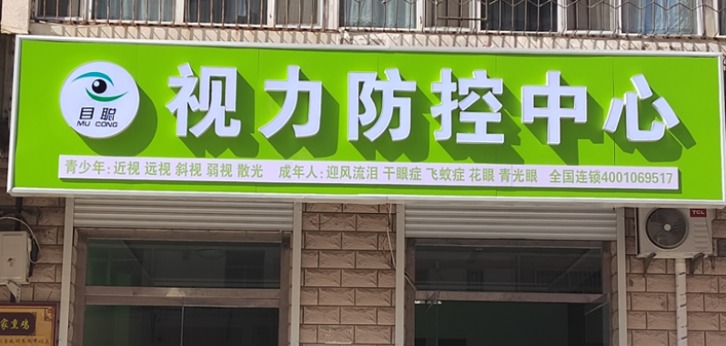 目聪
MU CONG
视力防控中心
青少年：近视 远视 斜视 弱视 散光 成年人：迎风流泪 干眼症 飞蚊症 花眼 青光眼 全国连锁4001069517
TCL